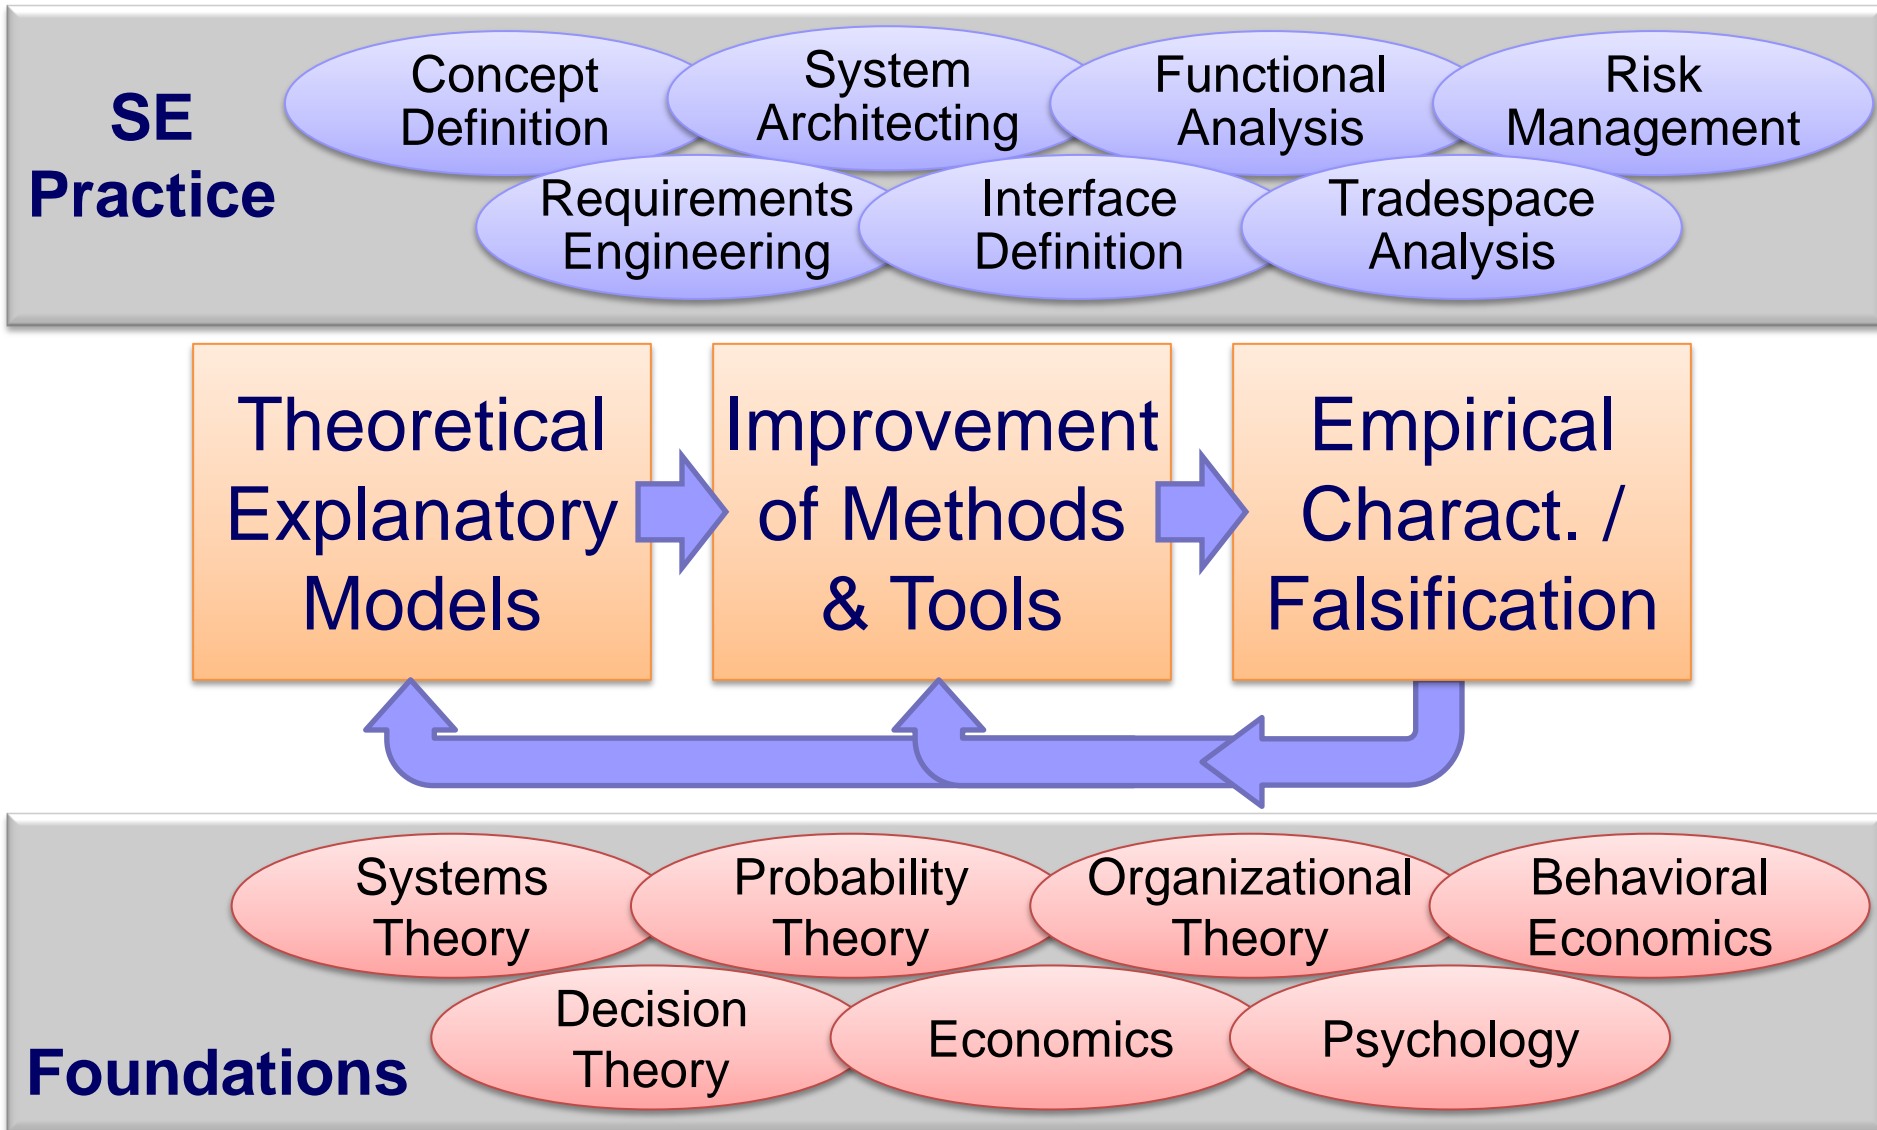 SE
Practice
Concept
Definition
System
Architecting
Functional
Analysis
Risk
Management
Requirements
Engineering
Interface
Definition
Tradespace
Analysis
Theoretical
Explanatory
Models
Improvement
of Methods
& Tools
Empirical
Charact. /
Falsification
Systems
Theory
Probability
Theory
Organizational
Theory
Behavioral
Economics
Decision
Theory
Economics
Psychology
Foundations